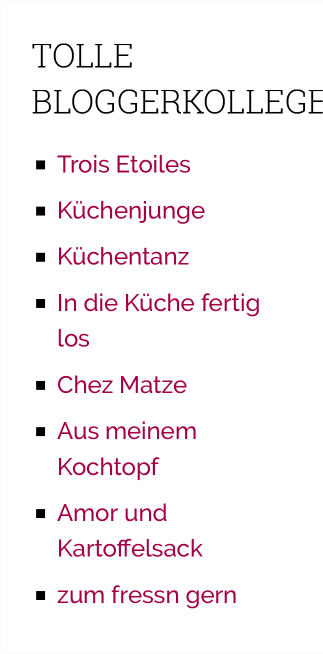 TOLLE
BLOGGERKOLLEGE
Trois Etoiles
Küchenjunge
Küchentanz
In die Küche fertig
los
Chez Matze
Aus meinem
Kochtopf
Amor und
Kartoffelsack
zum fressn gern